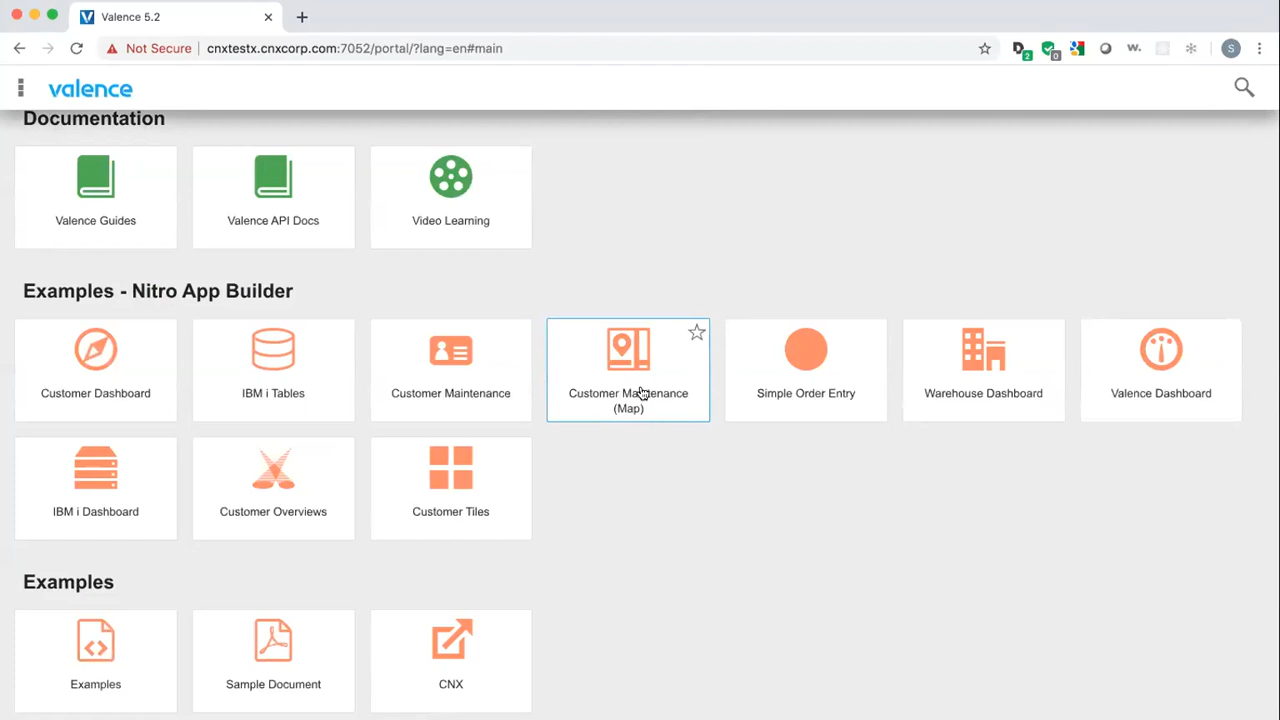 Valence 5.2
Not Secure cnxtestx.cnxcorp.com:7052/portal/?lang=en#main
D 2 0 W. S
valence
Documentation
Valence Guides
Valence API Docs
Video Learning
Examples - Nitro App Builder
Customer Dashboard
IBM i Tables
Customer Maintenance
Customer Maintenance
(Map)
Simple Order Entry
Warehouse Dashboard
Valence Dashboard
IBM i Dashboard
Customer Overviews
Customer Tiles
Examples
Examples
Sample Document
CNX